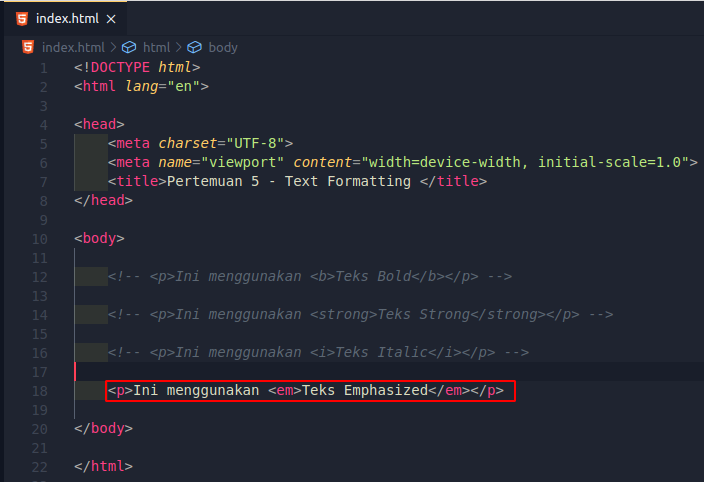 index.html ×
index.html > html > body
1 <!DOCTYPE html>
2 <html lang="en">
3
4 <head>
5 <meta charset="UTF-8">
6 <meta name="viewport" content="width=device-width, initial-scale=1.0">
7 <title>Pertemuan 5 - Text Formatting </title>
8 </head>
9
10 <body>
11
12 <!-- <p>Ini menggunakan <b>Teks Bold</b></p> -->
13
14 <!-- <p>Ini menggunakan <strong>Teks Strong</strong></p> -->
15
16 <!-- <p>Ini menggunakan <i>Teks Italic</i></p> -->
17
18 <p>Ini menggunakan <em>Teks Emphasized</em></p>
19
20 </body>
21
22 </html>